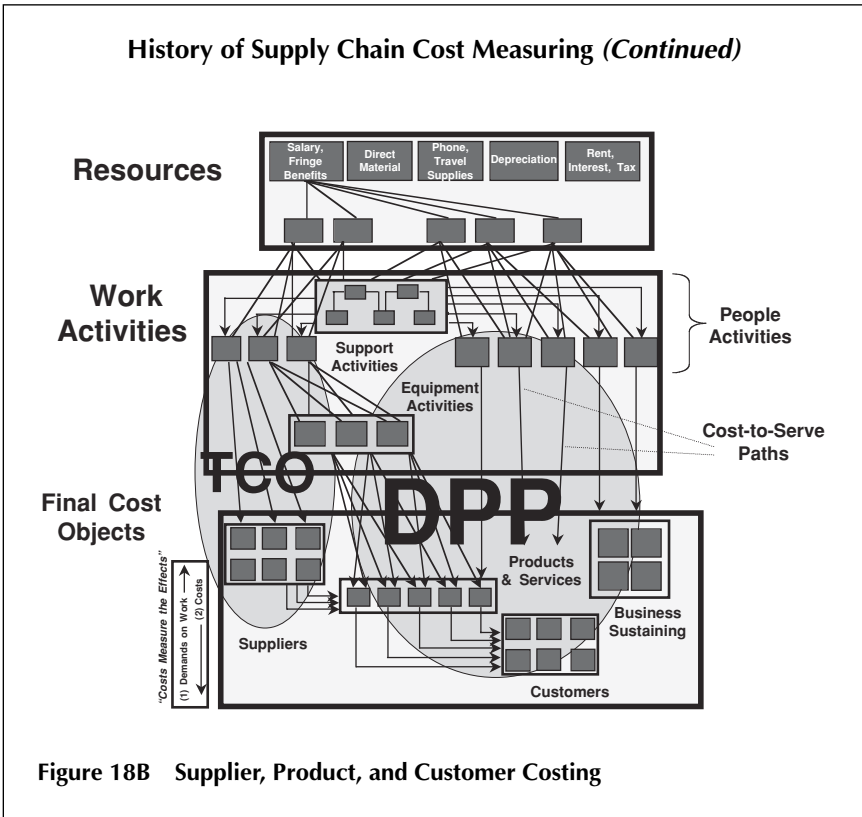 History of Supply Chain Cost Measuring (Continued)
Resources
Salary,
Fringe
Benefits
Direct
Material
Phone,
Travel
Supplies
Depreciation
Rent,
Interest, Tax
Work
Activities
Support
Activities
People
Activities
Equipment
Activities
Cost-to-Serve
Paths
TCO
DPP
Final Cost
Objects
"Costs Measure the Effects"
(1) Demands on Work
(2) Costs
Suppliers
Products
& Services
Business
Sustaining
Customers
Figure 18B Supplier, Product, and Customer Costing